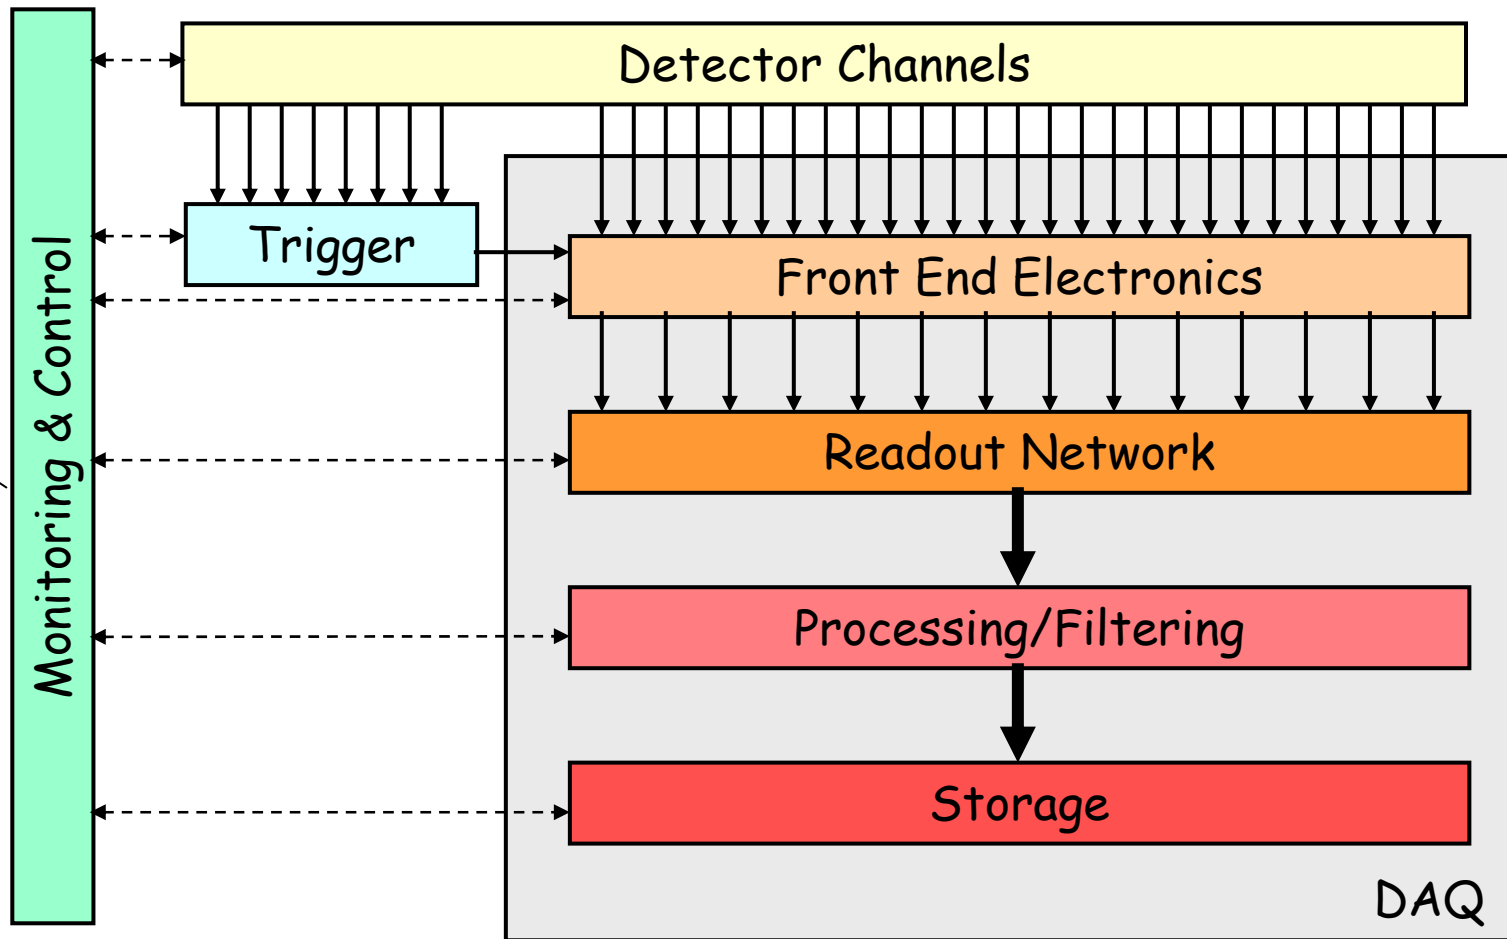 Detector Channels
Trigger
Front End Electronics
Monitoring & Control
Readout Network
Processing/Filtering
Storage
DAQ